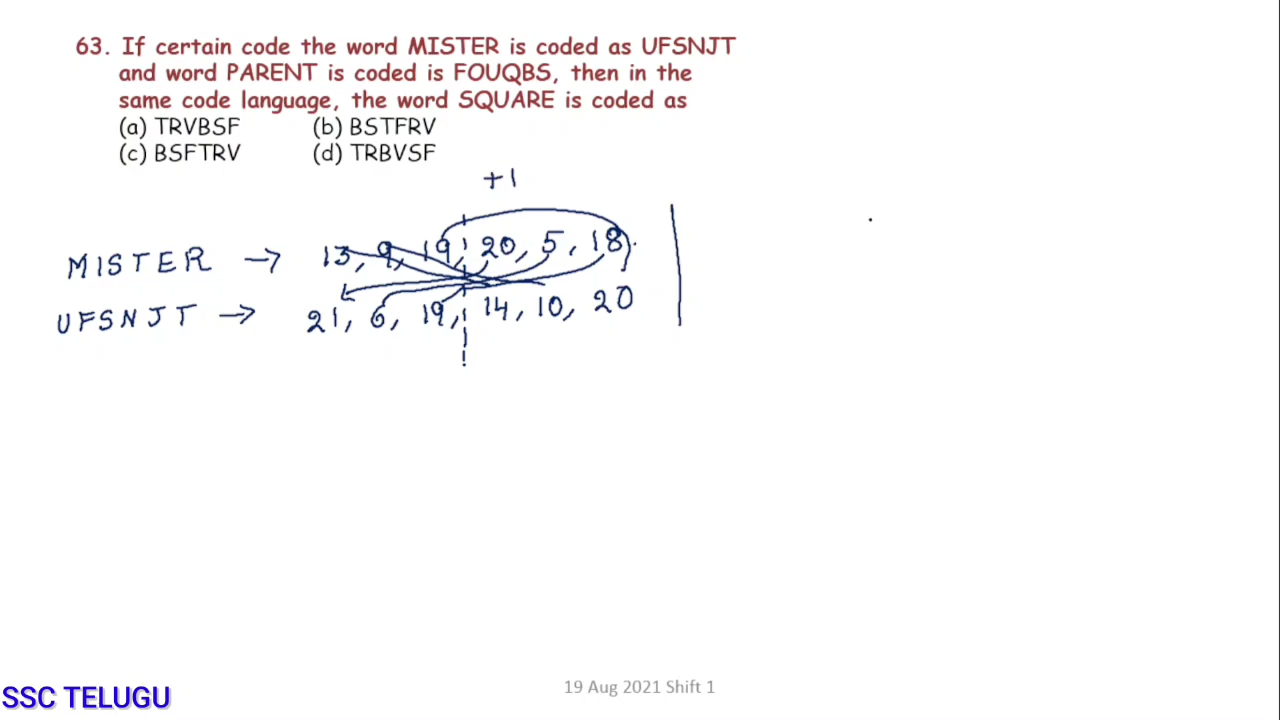 63. If certain code the word MISTER is coded as UFSNJT
and word PARENT is coded is FOUQBS, then in the
same code language, the word SQUARE is coded as
(a) TRVBSF (b) BSTFRV
(c) BSFTRV (d) TRBVSF
+1
MISTER → 13, 9, 19, 20, 5, 18
UFSNJT → 21, 6, 19, 14, 10, 20
19 Aug 2021 Shift 1
SSC TELUGU